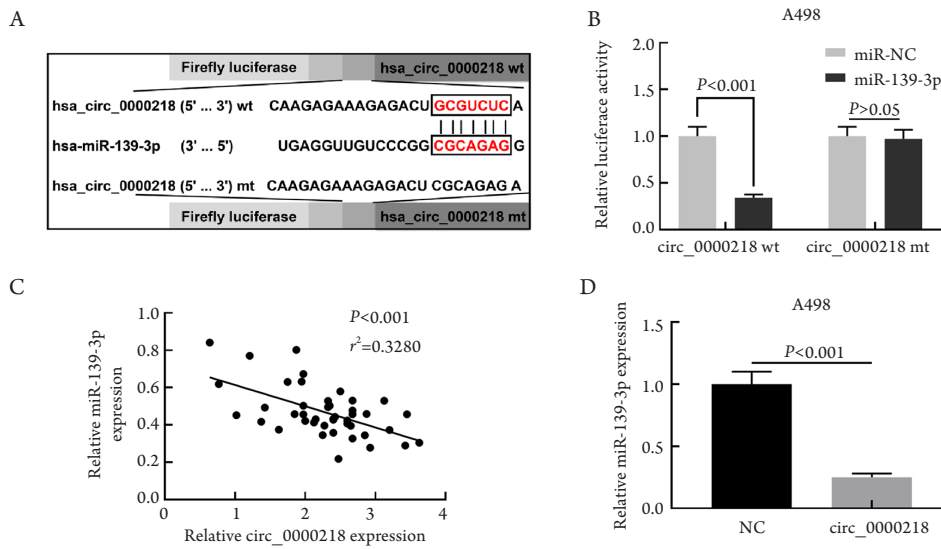 A
Firefly luciferase hsa_circ_0000218 wt
hsa_circ_0000218 (5' ... 3') wt CAAGAGAAAGAGACUGCGUCUCA
hsa-miR-139-3p (3' ... 5') UGAGGUUGUCCCGGCGCAGAGG
hsa_circ_0000218 (5' ... 3') mt CAAGAGAAAGAGACU CGCAGAG A
Firefly luciferase hsa_circ_0000218 mt
B
A498
Relative luciferace activity
2.0
1.5
1.0
0.5
0.0
miR-NC
miR-139-3p
P<0.001
P>0.05
circ_0000218 wt circ_0000218 mt
C
Relative miR-139-3p
expression
1.0
0.8
0.6
0.4
0.2
0.0
P<0.001
r²=0.3280
0 1 2 3 4
Relative circ_0000218 expression
D
A498
Relative miR-139-3p expression
1.5
1.0
0.5
0.0
P<0.001
NC circ_0000218